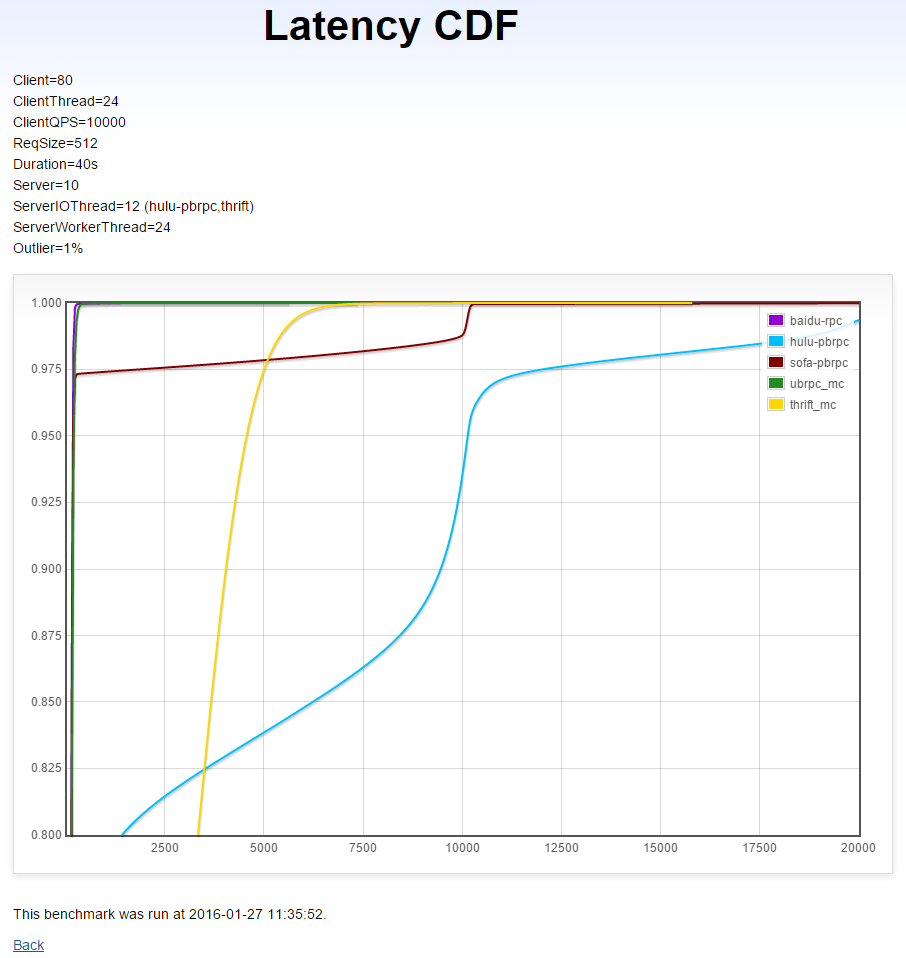 Latency CDF
Client=80
ClientThread=24
ClientQPS=10000
ReqSize=512
Duration=40s
Server=10
ServerIOThread=12 (hulu-pbrpc,thrift)
ServerWorkerThread=24
Outlier=1%
1.000
0.975
0.950
0.925
0.900
0.875
0.850
0.825
0.800
baidu-rpc
hulu-pbrpc
sofa-pbrpc
ubrpc_mc
thrift_mc
2500 5000 7500 10000 12500 15000 17500 20000
This benchmark was run at 2016-01-27 11:35:52.
Back